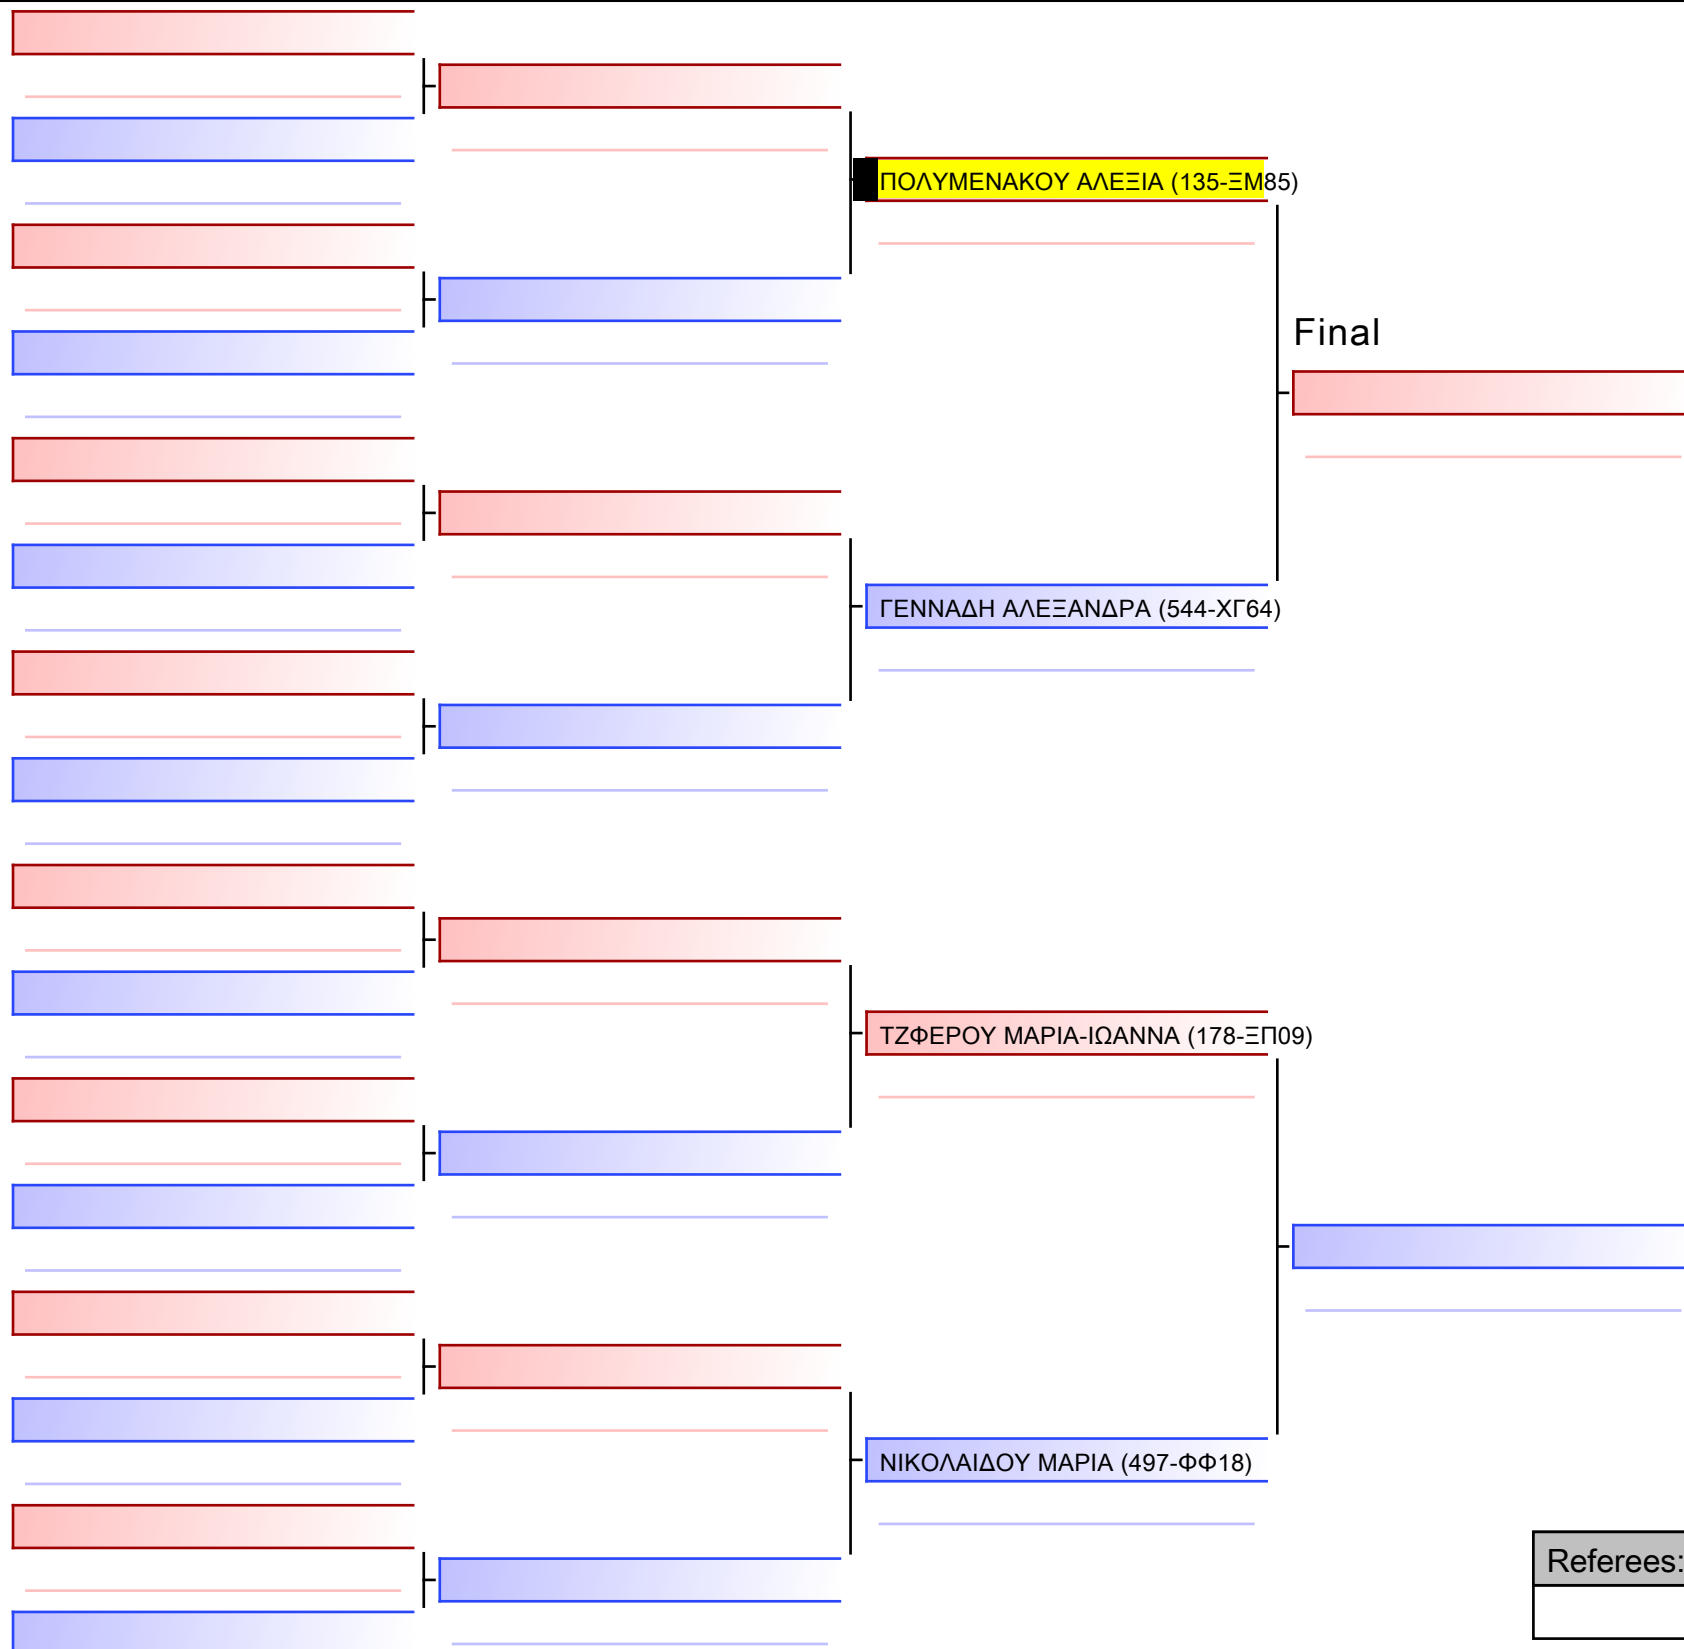 ΠΟΛΥΜΕΝΑΚΟΥ ΑΛΕΞΙΑ (135-ΞΜ85)
Final
ΓΕΝΝΑΔΗ ΑΛΕΞΑΝΔΡΑ (544-ΧΓ64)
ΤΖΦΕΡΟΥ ΜΑΡΙΑ-ΙΩΑΝΝΑ (178-ΞΠ09)
ΝΙΚΟΛΑΙΔΟΥ ΜΑΡΙΑ (497-ΦΦ18)
Referees: